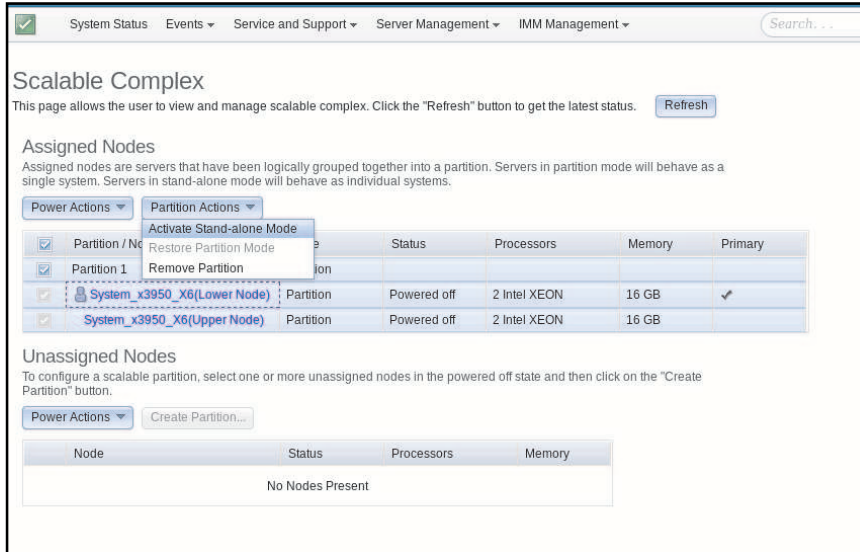 System Status Events Service and Support Server Management IMM Management Search. . .
Scalable Complex
This page allows the user to view and manage scalable complex. Click the "Refresh" button to get the latest status. Refresh
Assigned Nodes
Assigned nodes are servers that have been logically grouped together into a partition. Servers in partition mode will behave as a
single system. Servers in stand-alone mode will behave as individual systems.
Power Actions Partition Actions
Activate Stand-alone Mode
Restore Partition Mode
Remove Partition
Partition / No Status Processors Memory Primary
Partition 1
System_x3950_X6(Lower Node) Partition Powered off 2 Intel XEON 16 GB
System_x3950_X6(Upper Node) Partition Powered off 2 Intel XEON 16 GB
Unassigned Nodes
To configure a scalable partition, select one or more unassigned nodes in the powered off state and then click on the "Create
Partition" button.
Power Actions Create Partition...
Node Status Processors Memory
No Nodes Present